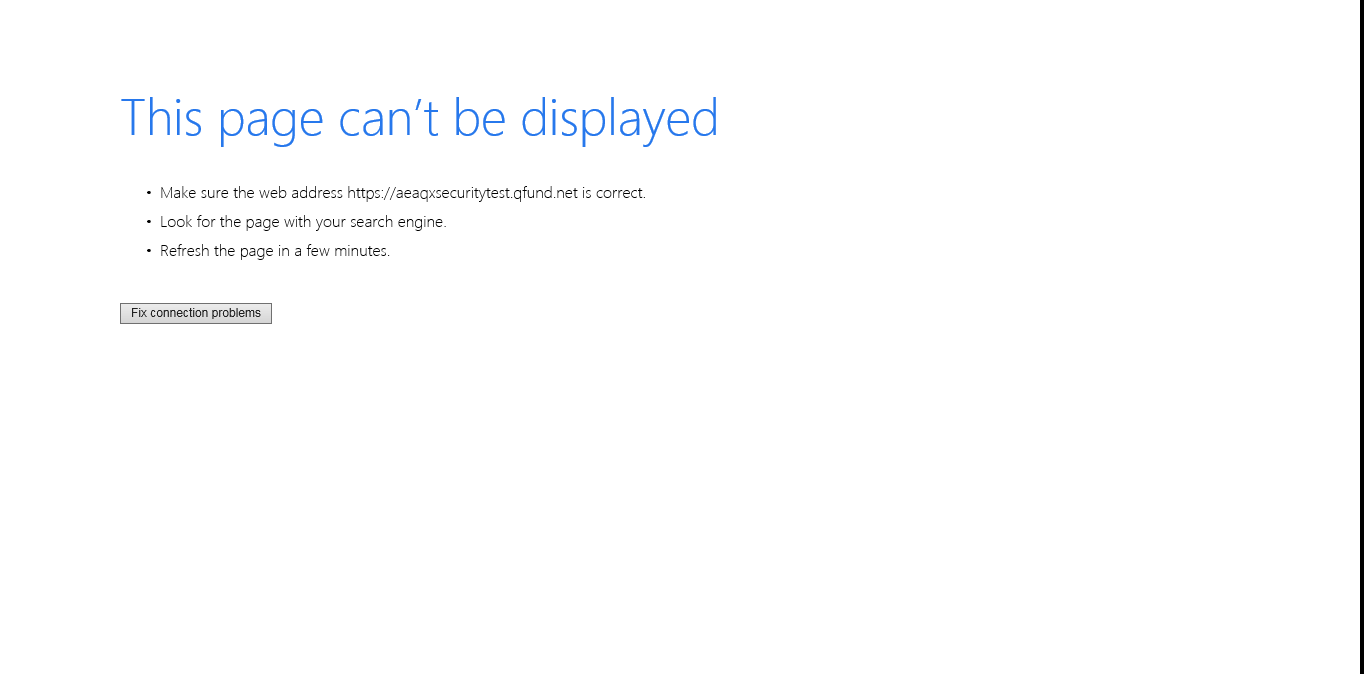 This page can’t be displayed
• Make sure the web address https://aeaqxsecuritytest.qfund.net is correct.
• Look for the page with your search engine.
• Refresh the page in a few minutes.
Fix connection problems